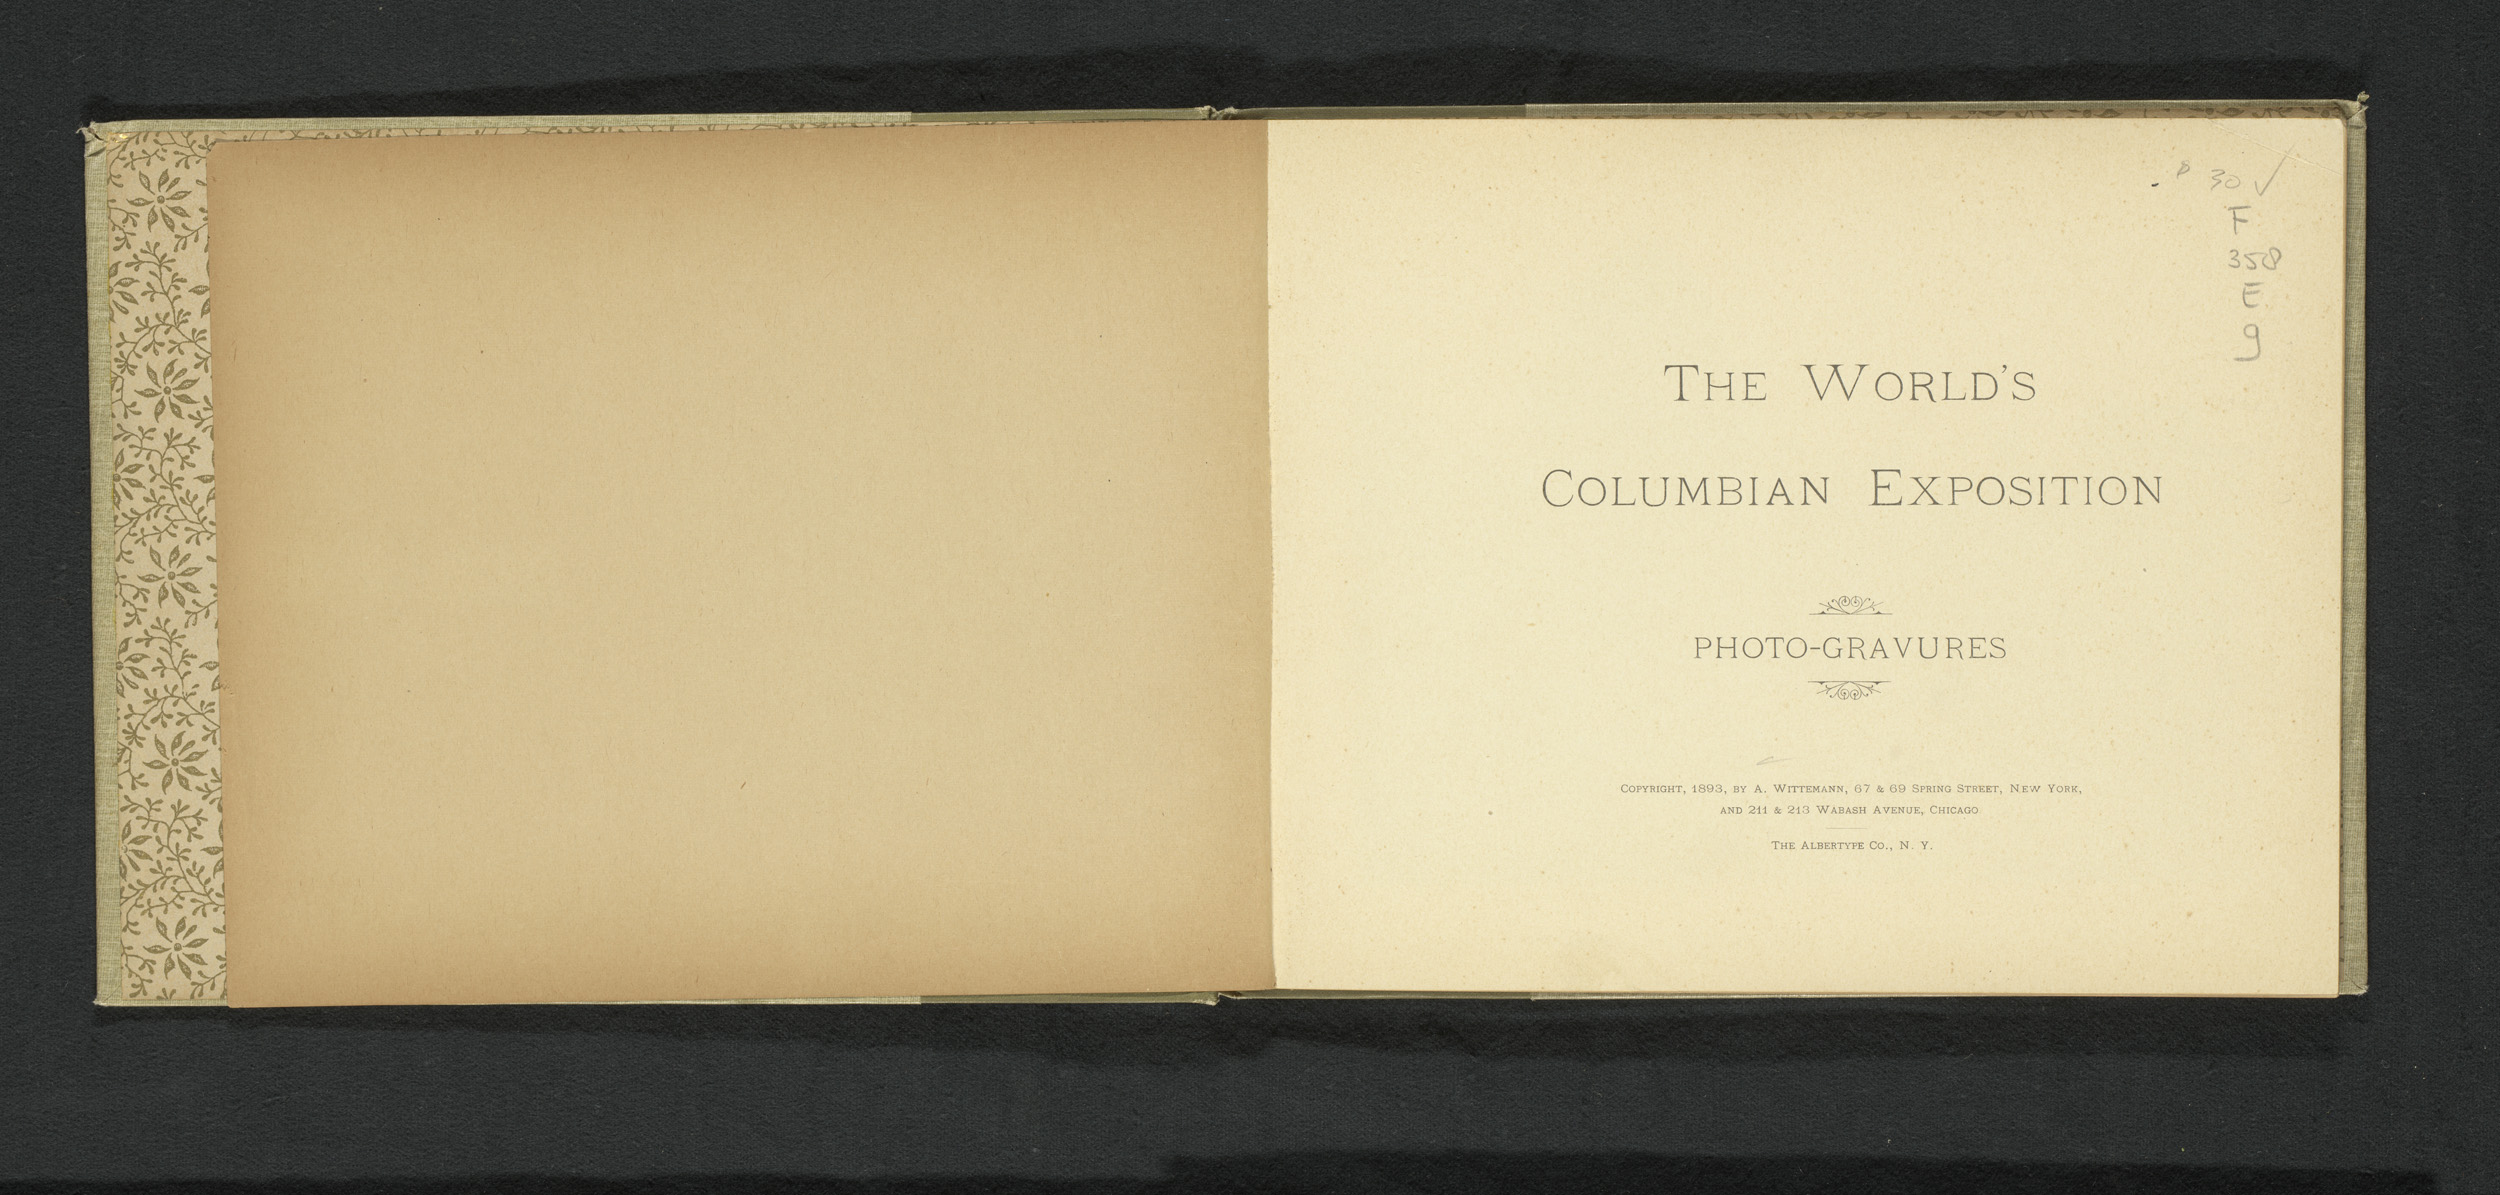 30 ✓
F
358
E
9
The World's
Columbian Exposition
PHOTO-GRAVURES
Copyright, 1893, by A. Wittemann, 67 & 69 Spring Street, New York,
and 211 & 213 Wabash Avenue, Chicago
The Albertype Co., N. Y.